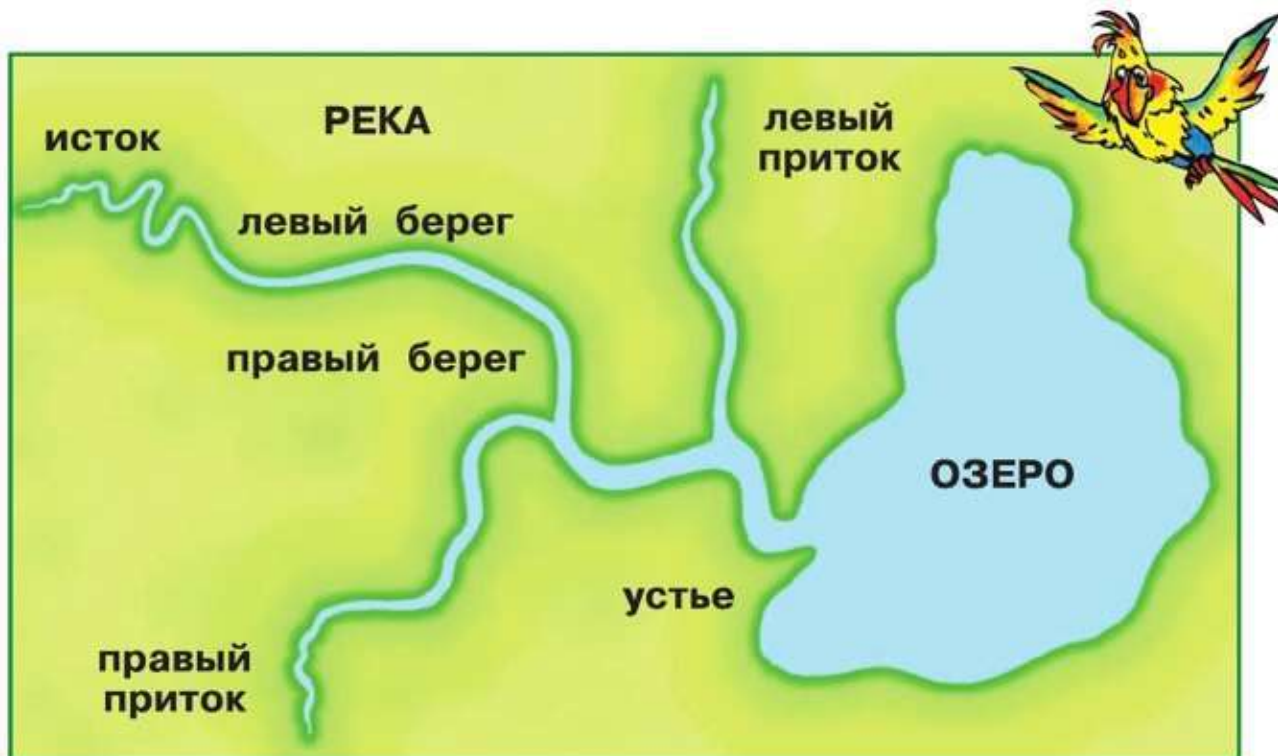 РЕКА
исток
левый
приток
левый берег
правый берег
ОЗЕРО
устье
правый
приток